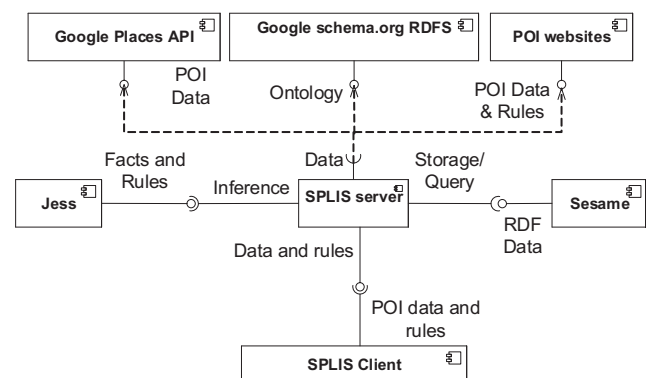 Google Places API
Google schema.org RDFS
POI websites
POI
Data
Ontology
POI Data
& Rules
Facts and
Rules
Data
Storage/
Query
Inference
Jess
SPLIS server
Sesame
RDF
Data
Data and rules
POI data and
rules
SPLIS Client